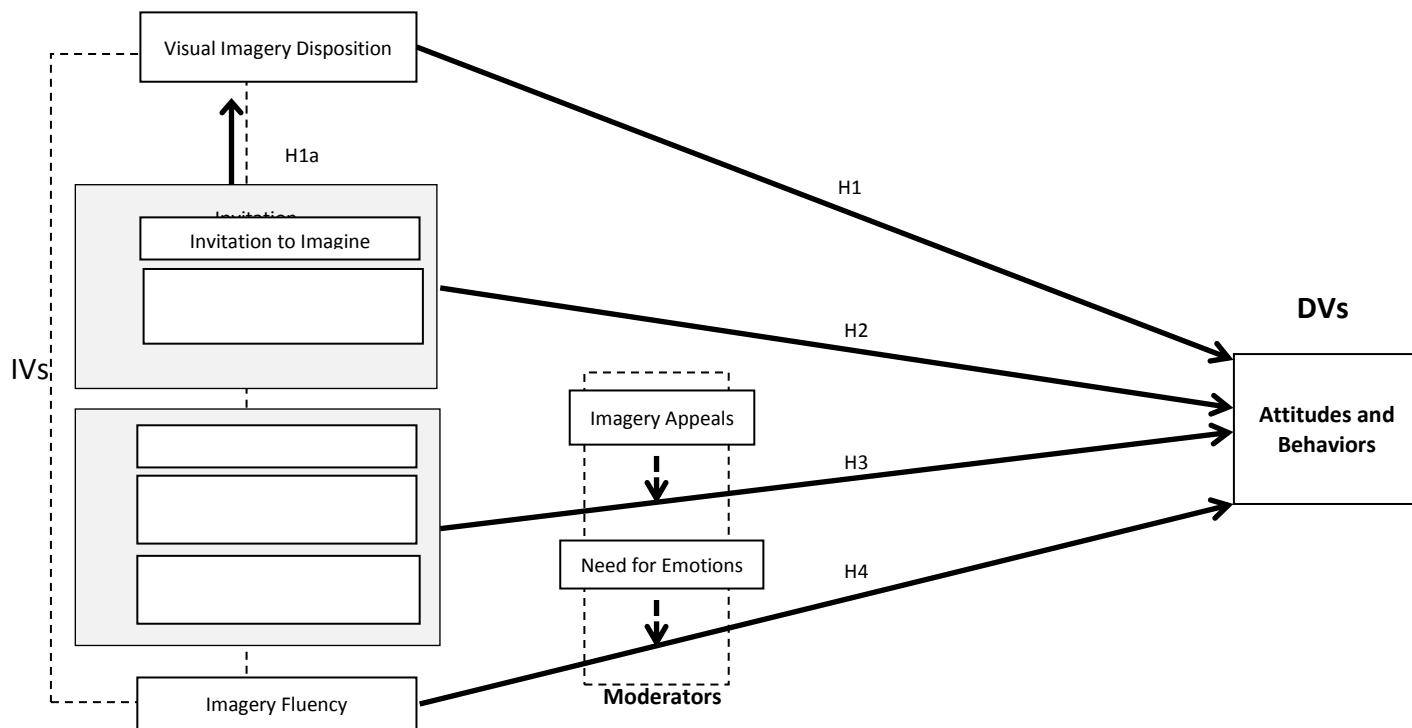 Visual Imagery Disposition
H1a
H1
Invitation
Invitation to Imagine
DVs
H2
IVs
Imagery Appeals
Attitudes and
Behaviors
H3
Need for Emotions
H4
Moderators
Imagery Fluency